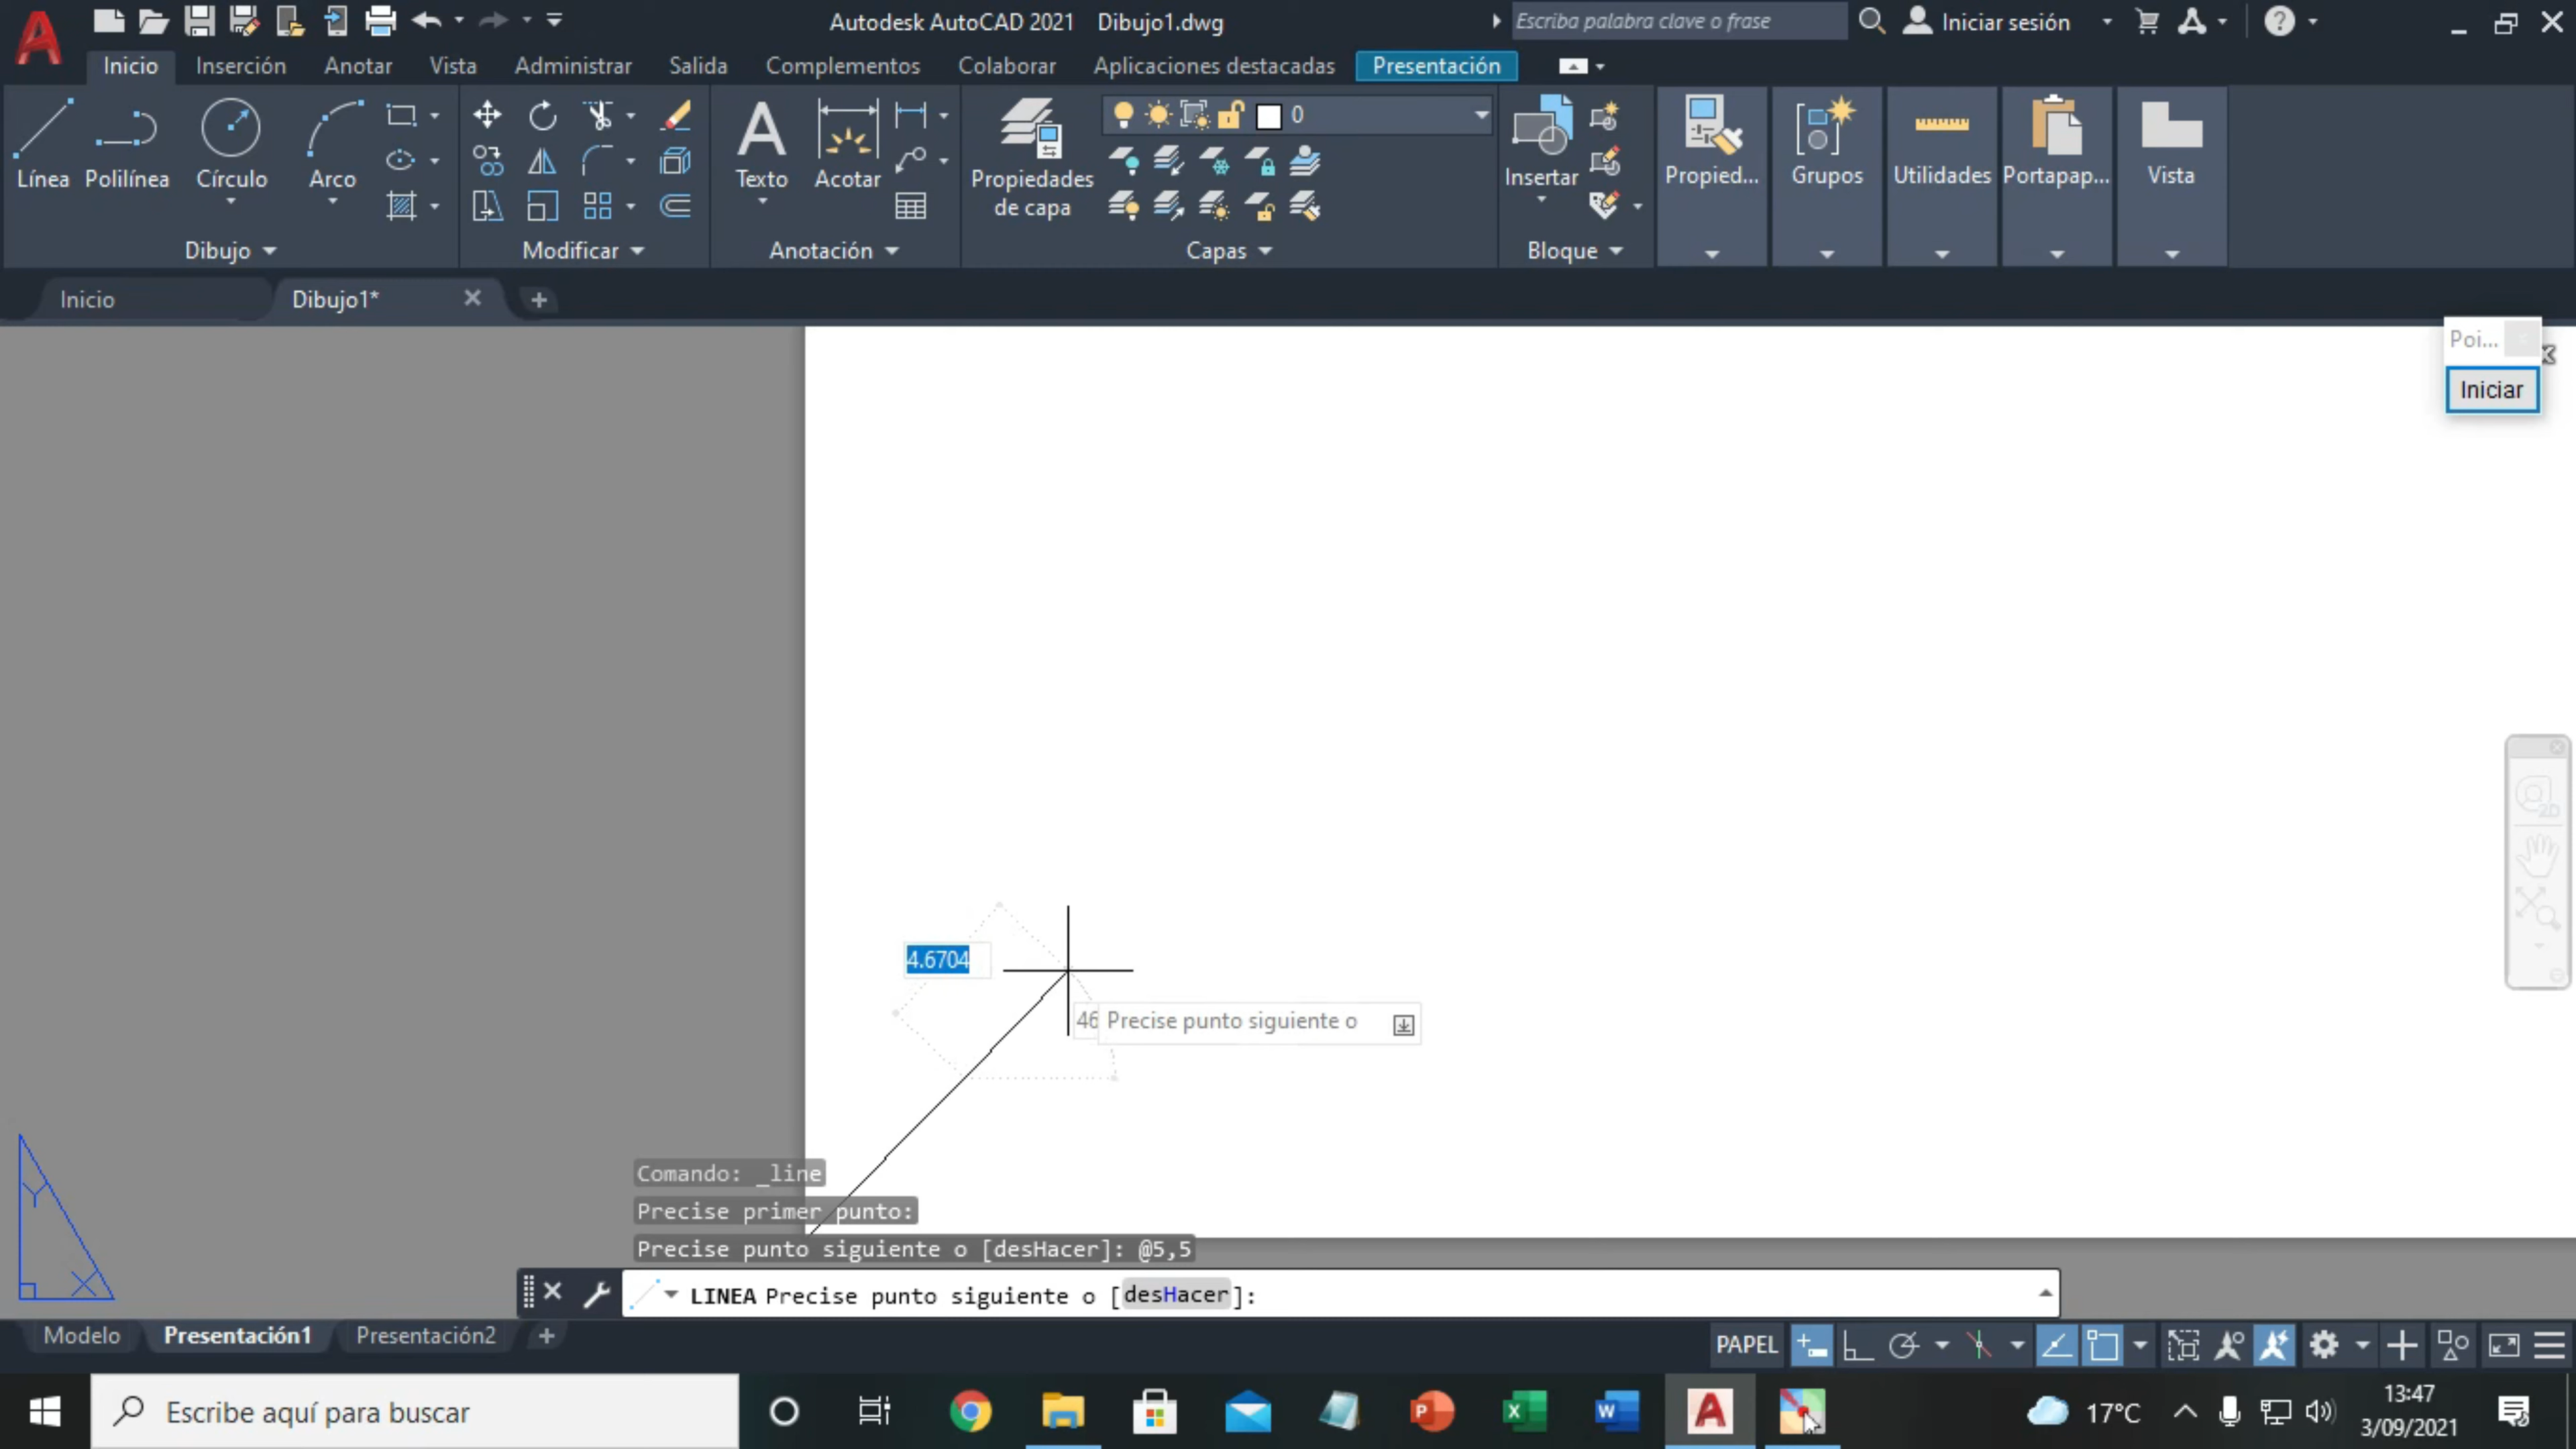 Autodesk AutoCAD 2021 Dibujo1.dwg
Escriba palabra clave o frase
Iniciar sesión
Inicio Inserción Anotar Vista Administrar Salida Complementos Colaborar Aplicaciones destacadas Presentación
0
Línea Polilínea Círculo Arco
Texto Acotar
Propiedades
de capa
Insertar
Propied... Grupos Utilidades Portapap... Vista
Dibujo Modificar Anotación Capas Bloque
Inicio Dibujo1*
Poi...
Iniciar
2D
4.6704
46
Precise punto siguiente o
Y
X
Comando: _line
Precise primer punto:
Precise punto siguiente o [desHacer]: @5,5
LINEA Precise punto siguiente o [desHacer]:
Modelo Presentación1 Presentación2
PAPEL
Escribe aquí para buscar
17°C
13:47
3/09/2021